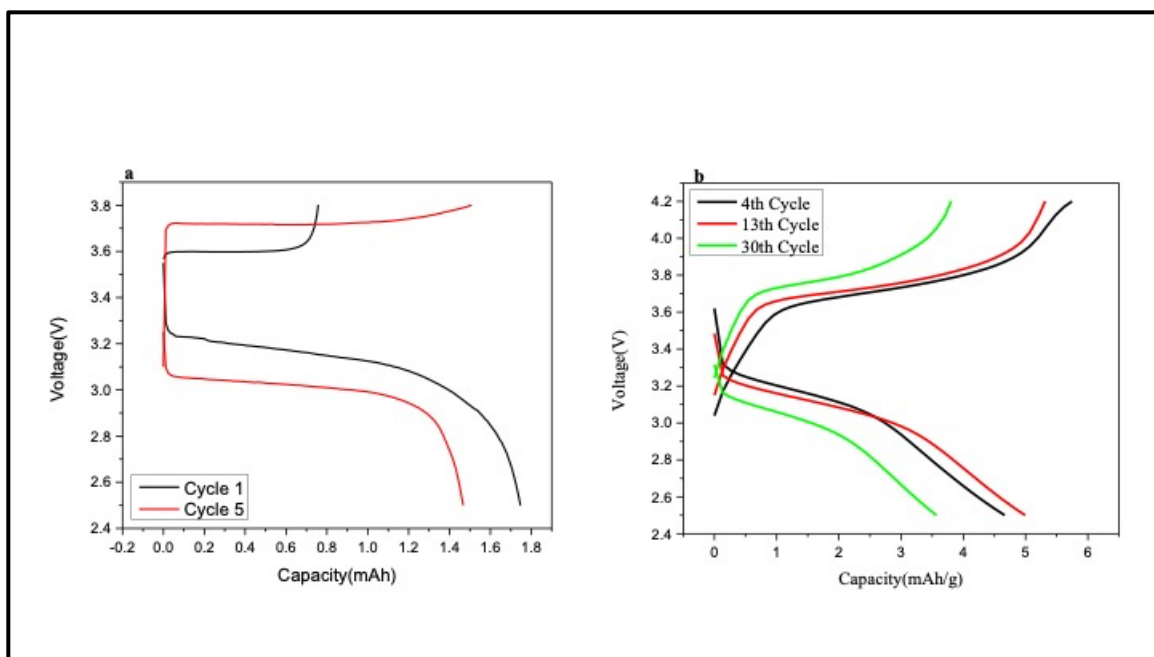 a
3.8
3.6
3.4
3.2
3.0
2.8
2.6
2.4
Voltage(V)
Cycle 1
Cycle 5
-0.2 0.0 0.2 0.4 0.6 0.8 1.0 1.2 1.4 1.6 1.8
Capacity(mAh)
b
4.2
4.0
3.8
3.6
3.4
3.2
3.0
2.8
2.6
2.4
Voltage(V)
4th Cycle
13th Cycle
30th Cycle
0 1 2 3 4 5 6
Capacity(mAh/g)